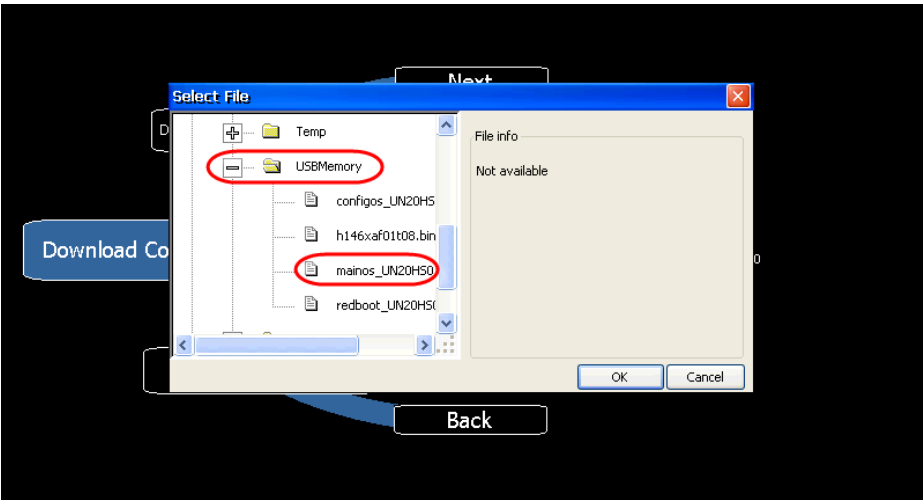 Next
Select File
D
Temp
File info
USBMemory
Not available
configos_UN20HS
h146xaf01t08.bin
Download Co
mainos_UN20HS0
0
redboot_UN20HS0
OK
Cancel
Back